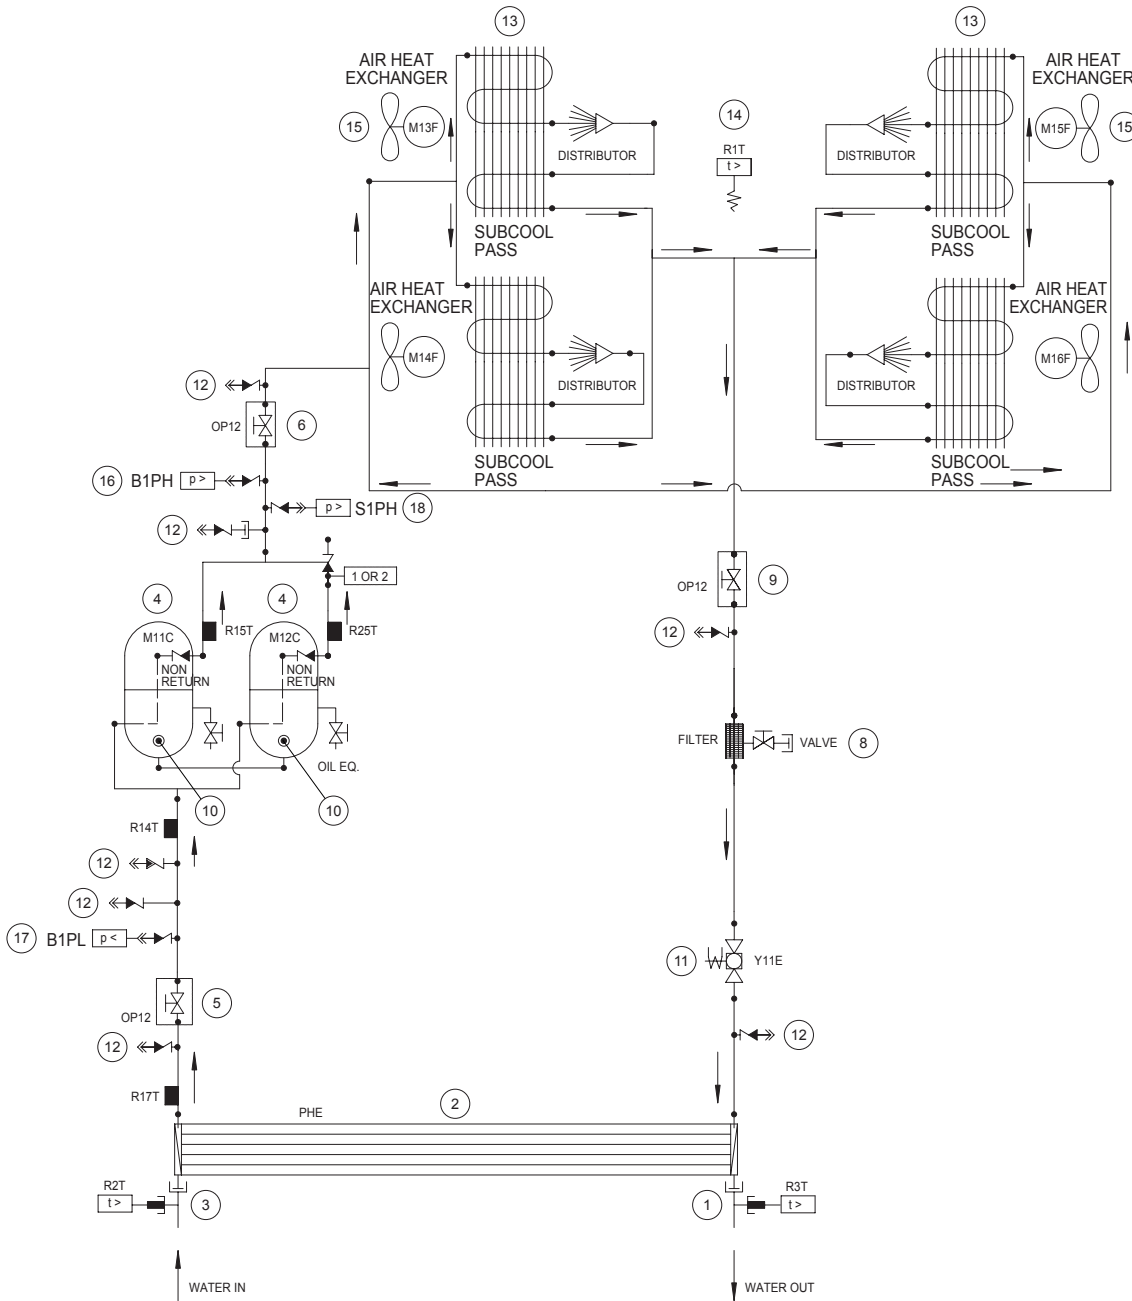 13
13
AIR HEAT
EXCHANGER
AIR HEAT
EXCHANGER
15
M13F
14
M15F
15
R1T
t >
DISTRIBUTOR
DISTRIBUTOR
SUBCOOL
PASS
SUBCOOL
PASS
AIR HEAT
EXCHANGER
AIR HEAT
EXCHANGER
M14F
M16F
12
DISTRIBUTOR
DISTRIBUTOR
OP12
6
SUBCOOL
PASS
SUBCOOL
PASS
16
B1PH
p >
p >
S1PH
18
12
1 OR 2
OP12
9
4
4
R15T
R25T
M11C
M12C
12
NON
RETURN
NON
RETURN
FILTER
VALVE
8
OIL EQ.
10
10
R14T
12
12
17
B1PL
p <
11
Y11E
OP12
5
12
12
R17T
2
PHE
R2T
t >
3
1
R3T
t >
WATER IN
WATER OUT